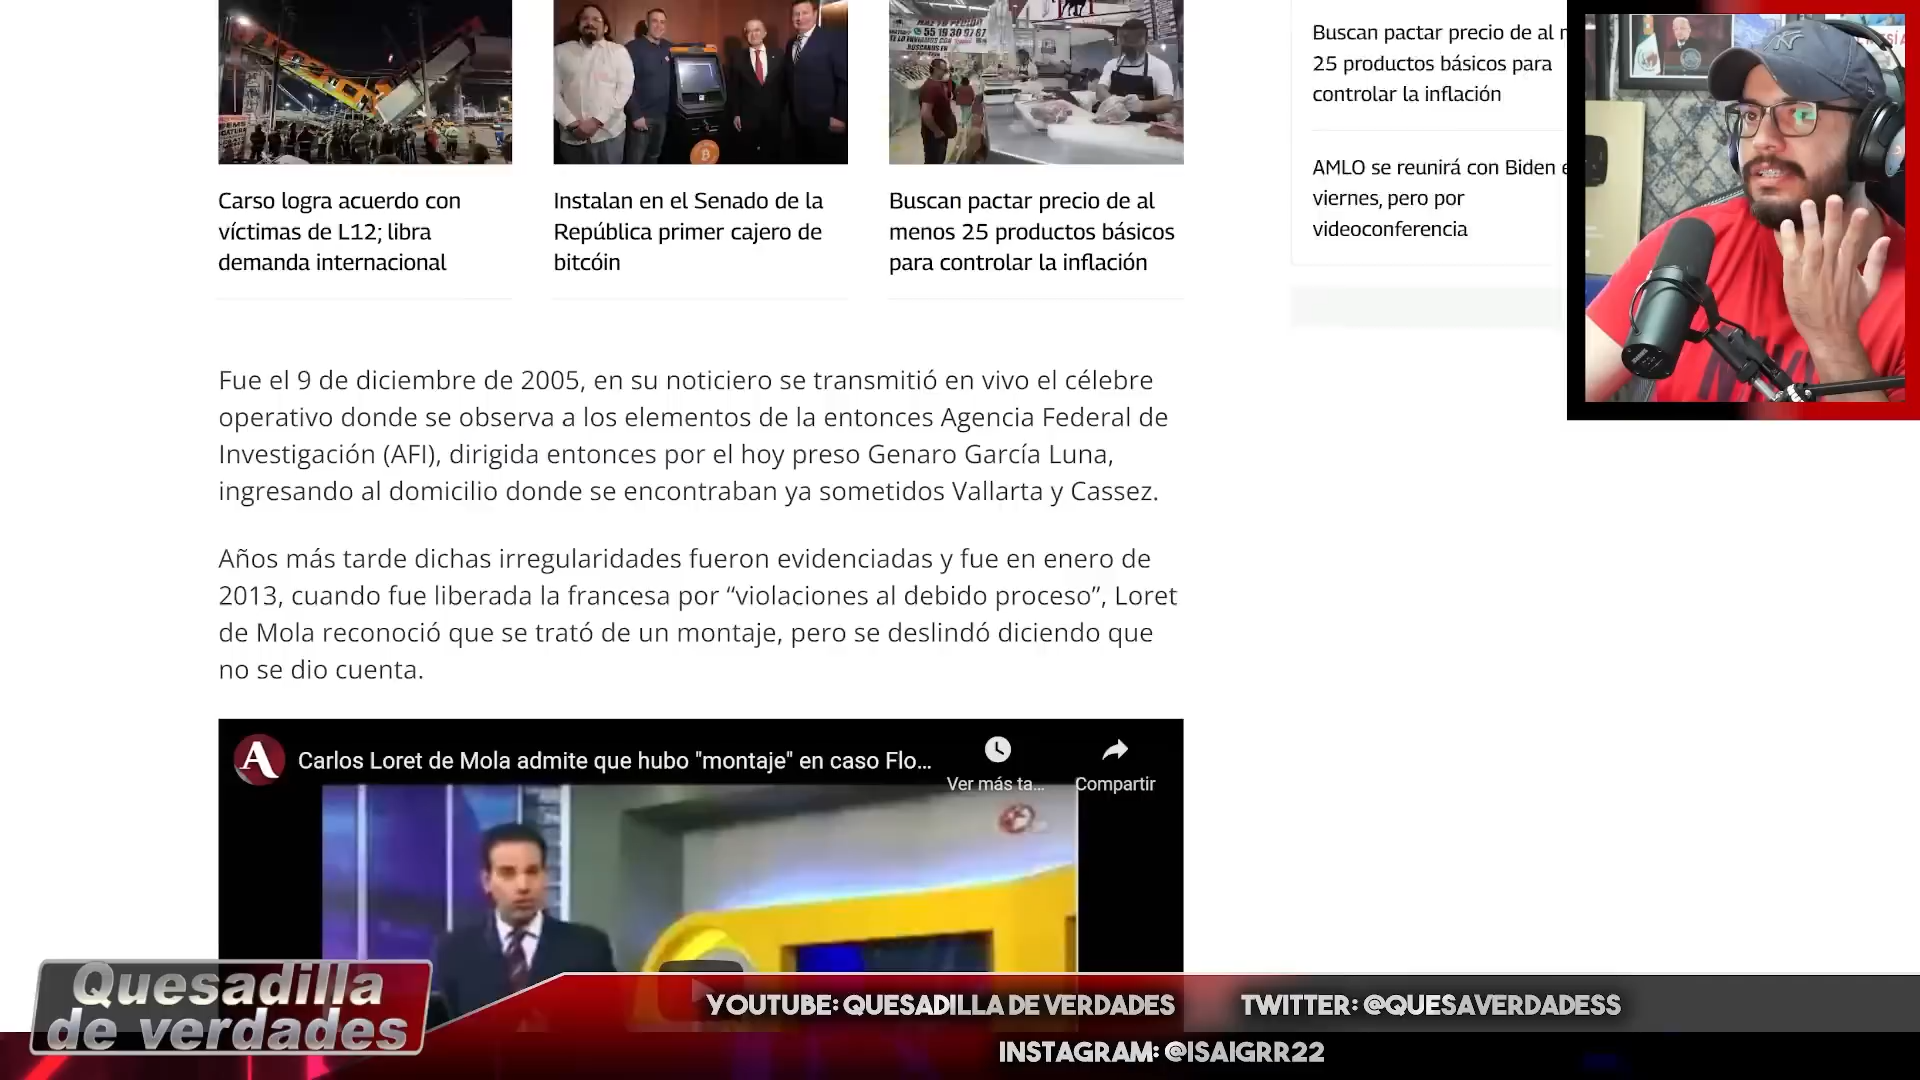 55 19 30 97 67
Carso logra acuerdo con
víctimas de L12; libra
demanda internacional
Instalan en el Senado de la
República primer cajero de
bitcóin
Buscan pactar precio de al
menos 25 productos básicos
para controlar la inflación
Buscan pactar precio de al
25 productos básicos para
controlar la inflación
AMLO se reunirá con Biden
viernes, pero por
videoconferencia
Fue el 9 de diciembre de 2005, en su noticiero se transmitió en vivo el célebre
operativo donde se observa a los elementos de la entonces Agencia Federal de
Investigación (AFI), dirigida entonces por el hoy preso Genaro García Luna,
ingresando al domicilio donde se encontraban ya sometidos Vallarta y Cassez.
Años más tarde dichas irregularidades fueron evidenciadas y fue en enero de
2013, cuando fue liberada la francesa por “violaciones al debido proceso”, Loret
de Mola reconoció que se trató de un montaje, pero se deslindó diciendo que
no se dio cuenta.
A
Carlos Loret de Mola admite que hubo "montaje" en caso Flo...
Ver más ta...
Compartir
Quesadilla
de verdades
YOUTUBE: QUESADILLA DE VERDADES
TWITTER: @QUESAVERDADESS
INSTAGRAM: @ISAIGRR22